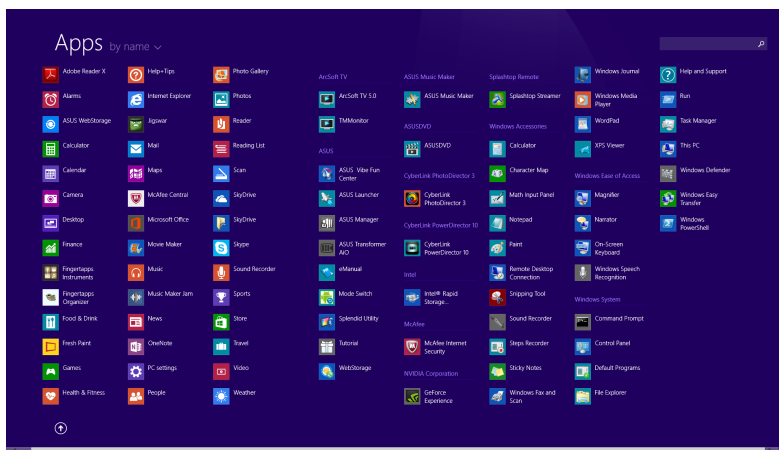 Apps by name
Adobe Reader X
Alarms
ASUS WebStorage
Calculator
Calendar
Camera
Desktop
Finance
Fingertapps
Instruments
Fingertapps
Organizer
Food & Drink
Fresh Paint
Games
Health & Fitness
Help+Tips
Internet Explorer
Jigswar
Mail
Maps
McAfee Central
Microsoft Office
Movie Maker
Music
Music Maker Jam
News
OneNote
PC settings
People
Photo Gallery
Photos
Reader
Reading List
Scan
SkyDrive
SkyDrive
Skype
Sound Recorder
Sports
Store
Travel
Video
Weather
ArcSoft TV
ArcSoft TV 5.0
TMMonitor
ASUS
ASUS Vibe Fun
Center
ASUS Launcher
ASUS Manager
ASUS Transformer
AiO
eManual
Mode Switch
Splendid Utility
Tutorial
WebStorage
ASUS Music Maker
ASUS Music Maker
ASUSDVD
ASUSDVD
CyberLink PhotoDirector 3
CyberLink
PhotoDirector 3
CyberLink PowerDirector 10
CyberLink
PowerDirector 10
Intel
Intel® Rapid
Storage...
McAfee
McAfee Internet
Security
NVIDIA Corporation
GeForce
Experience
Splashtop Remote
Splashtop Streamer
Windows Accessories
Calculator
Character Map
Math Input Panel
Notepad
Paint
Remote Desktop
Connection
Snipping Tool
Sound Recorder
Steps Recorder
Sticky Notes
Windows Fax and
Scan
Windows Journal
Windows Media
Player
WordPad
XPS Viewer
Windows Ease of Access
Magnifier
Narrator
On-Screen
Keyboard
Windows Speech
Recognition
Windows System
Command Prompt
Control Panel
Default Programs
File Explorer
Help and Support
Run
Task Manager
This PC
Windows Defender
Windows Easy
Transfer
Windows
PowerShell